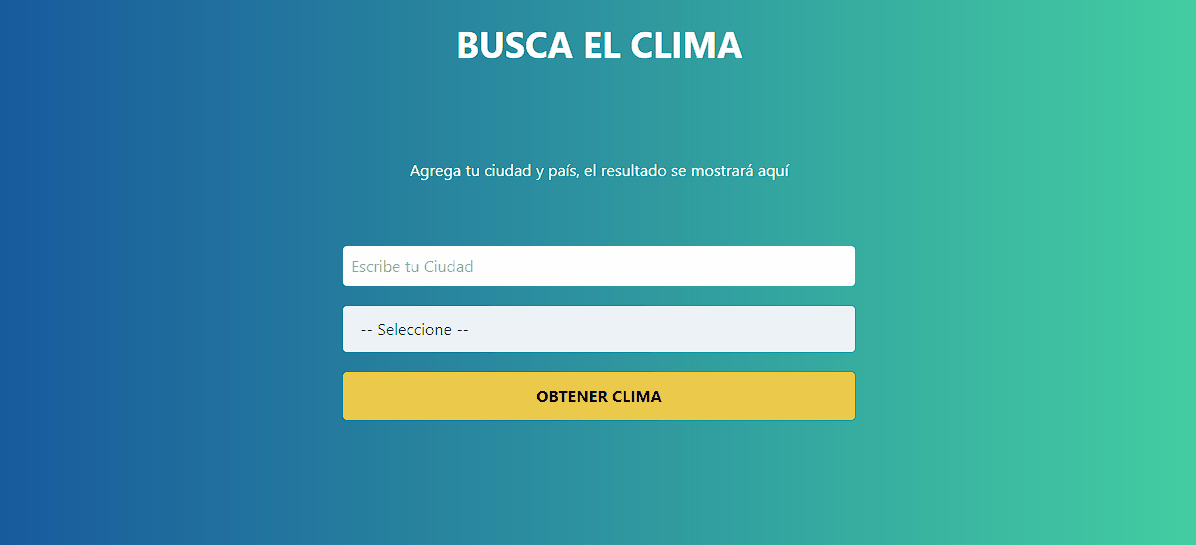 BUSCA EL CLIMA
Agrega tu ciudad y país, el resultado se mostrará aquí
Escribe tu Ciudad
-- Seleccione --
OBTENER CLIMA